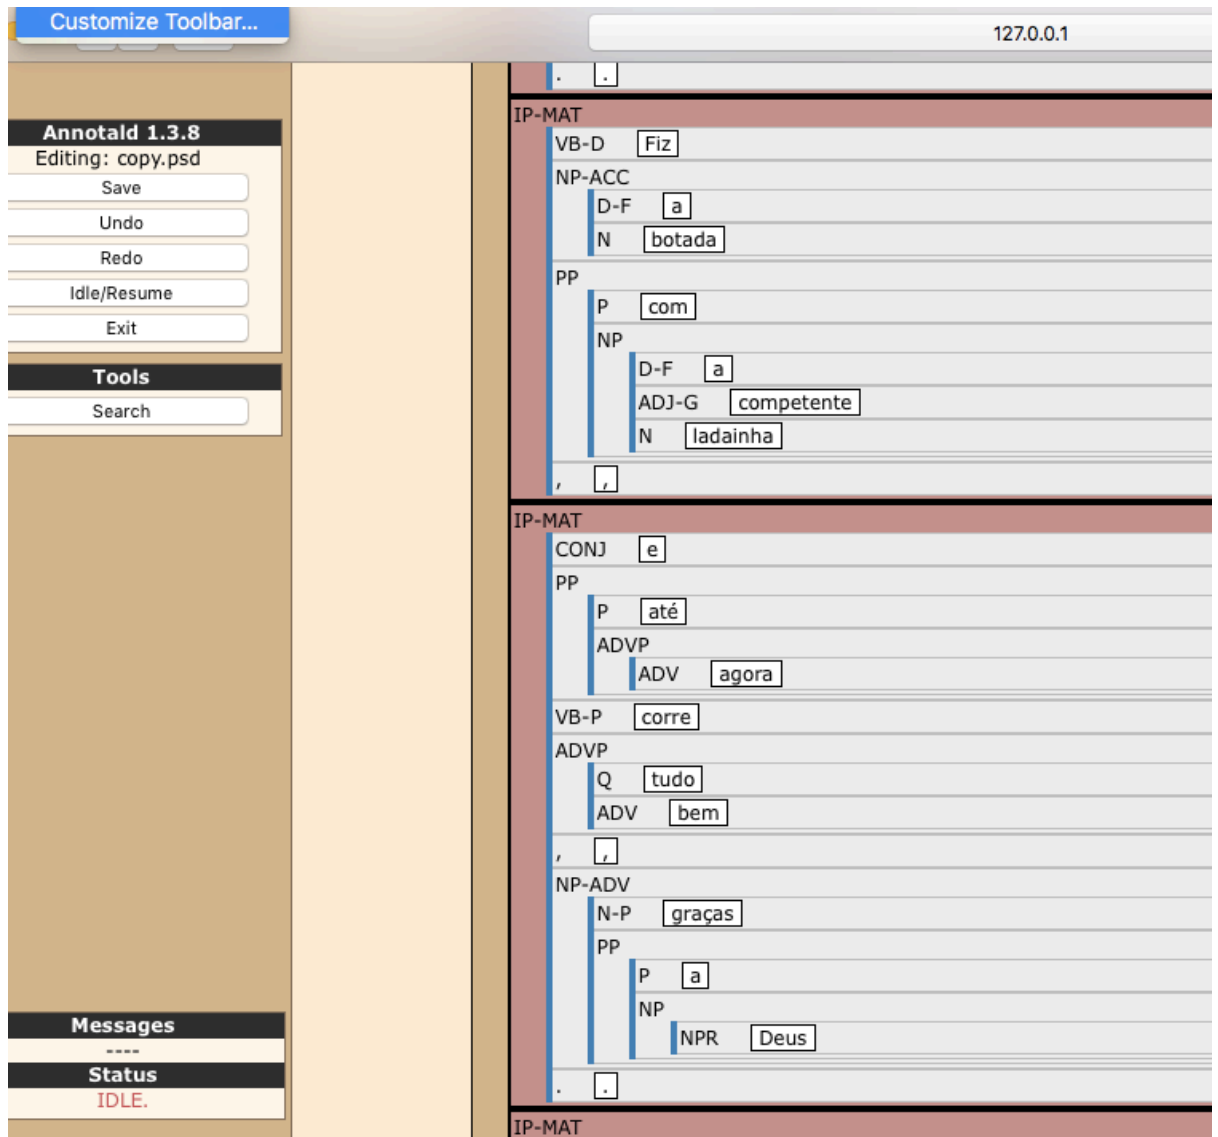 Customize Toolbar...
127.0.0.1
Annotald 1.3.8
Editing: copy.psd
Save
Undo
Redo
Idle/Resume
Exit
Tools
Search
Messages
----
Status
IDLE.
. .
IP-MAT
VB-D Fiz
NP-ACC
D-F a
N botada
PP
P com
NP
D-F a
ADJ-G competente
N ladainha
, ,
IP-MAT
CONJ e
PP
P até
ADVP
ADV agora
VB-P corre
ADVP
Q tudo
ADV bem
, ,
NP-ADV
N-P graças
PP
P a
NP
NPR Deus
. .
IP-MAT